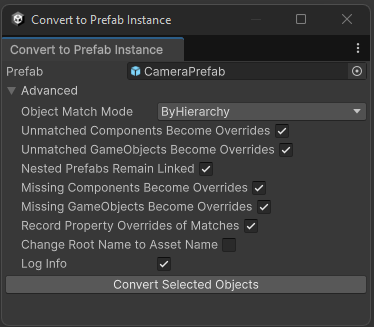 Convert to Prefab Instance
Convert to Prefab Instance
Prefab CameraPrefab
Advanced
Object Match Mode ByHierarchy
Unmatched Components Become Overrides
Unmatched GameObjects Become Overrides
Nested Prefabs Remain Linked
Missing Components Become Overrides
Missing GameObjects Become Overrides
Record Property Overrides of Matches
Change Root Name to Asset Name
Log Info
Convert Selected Objects